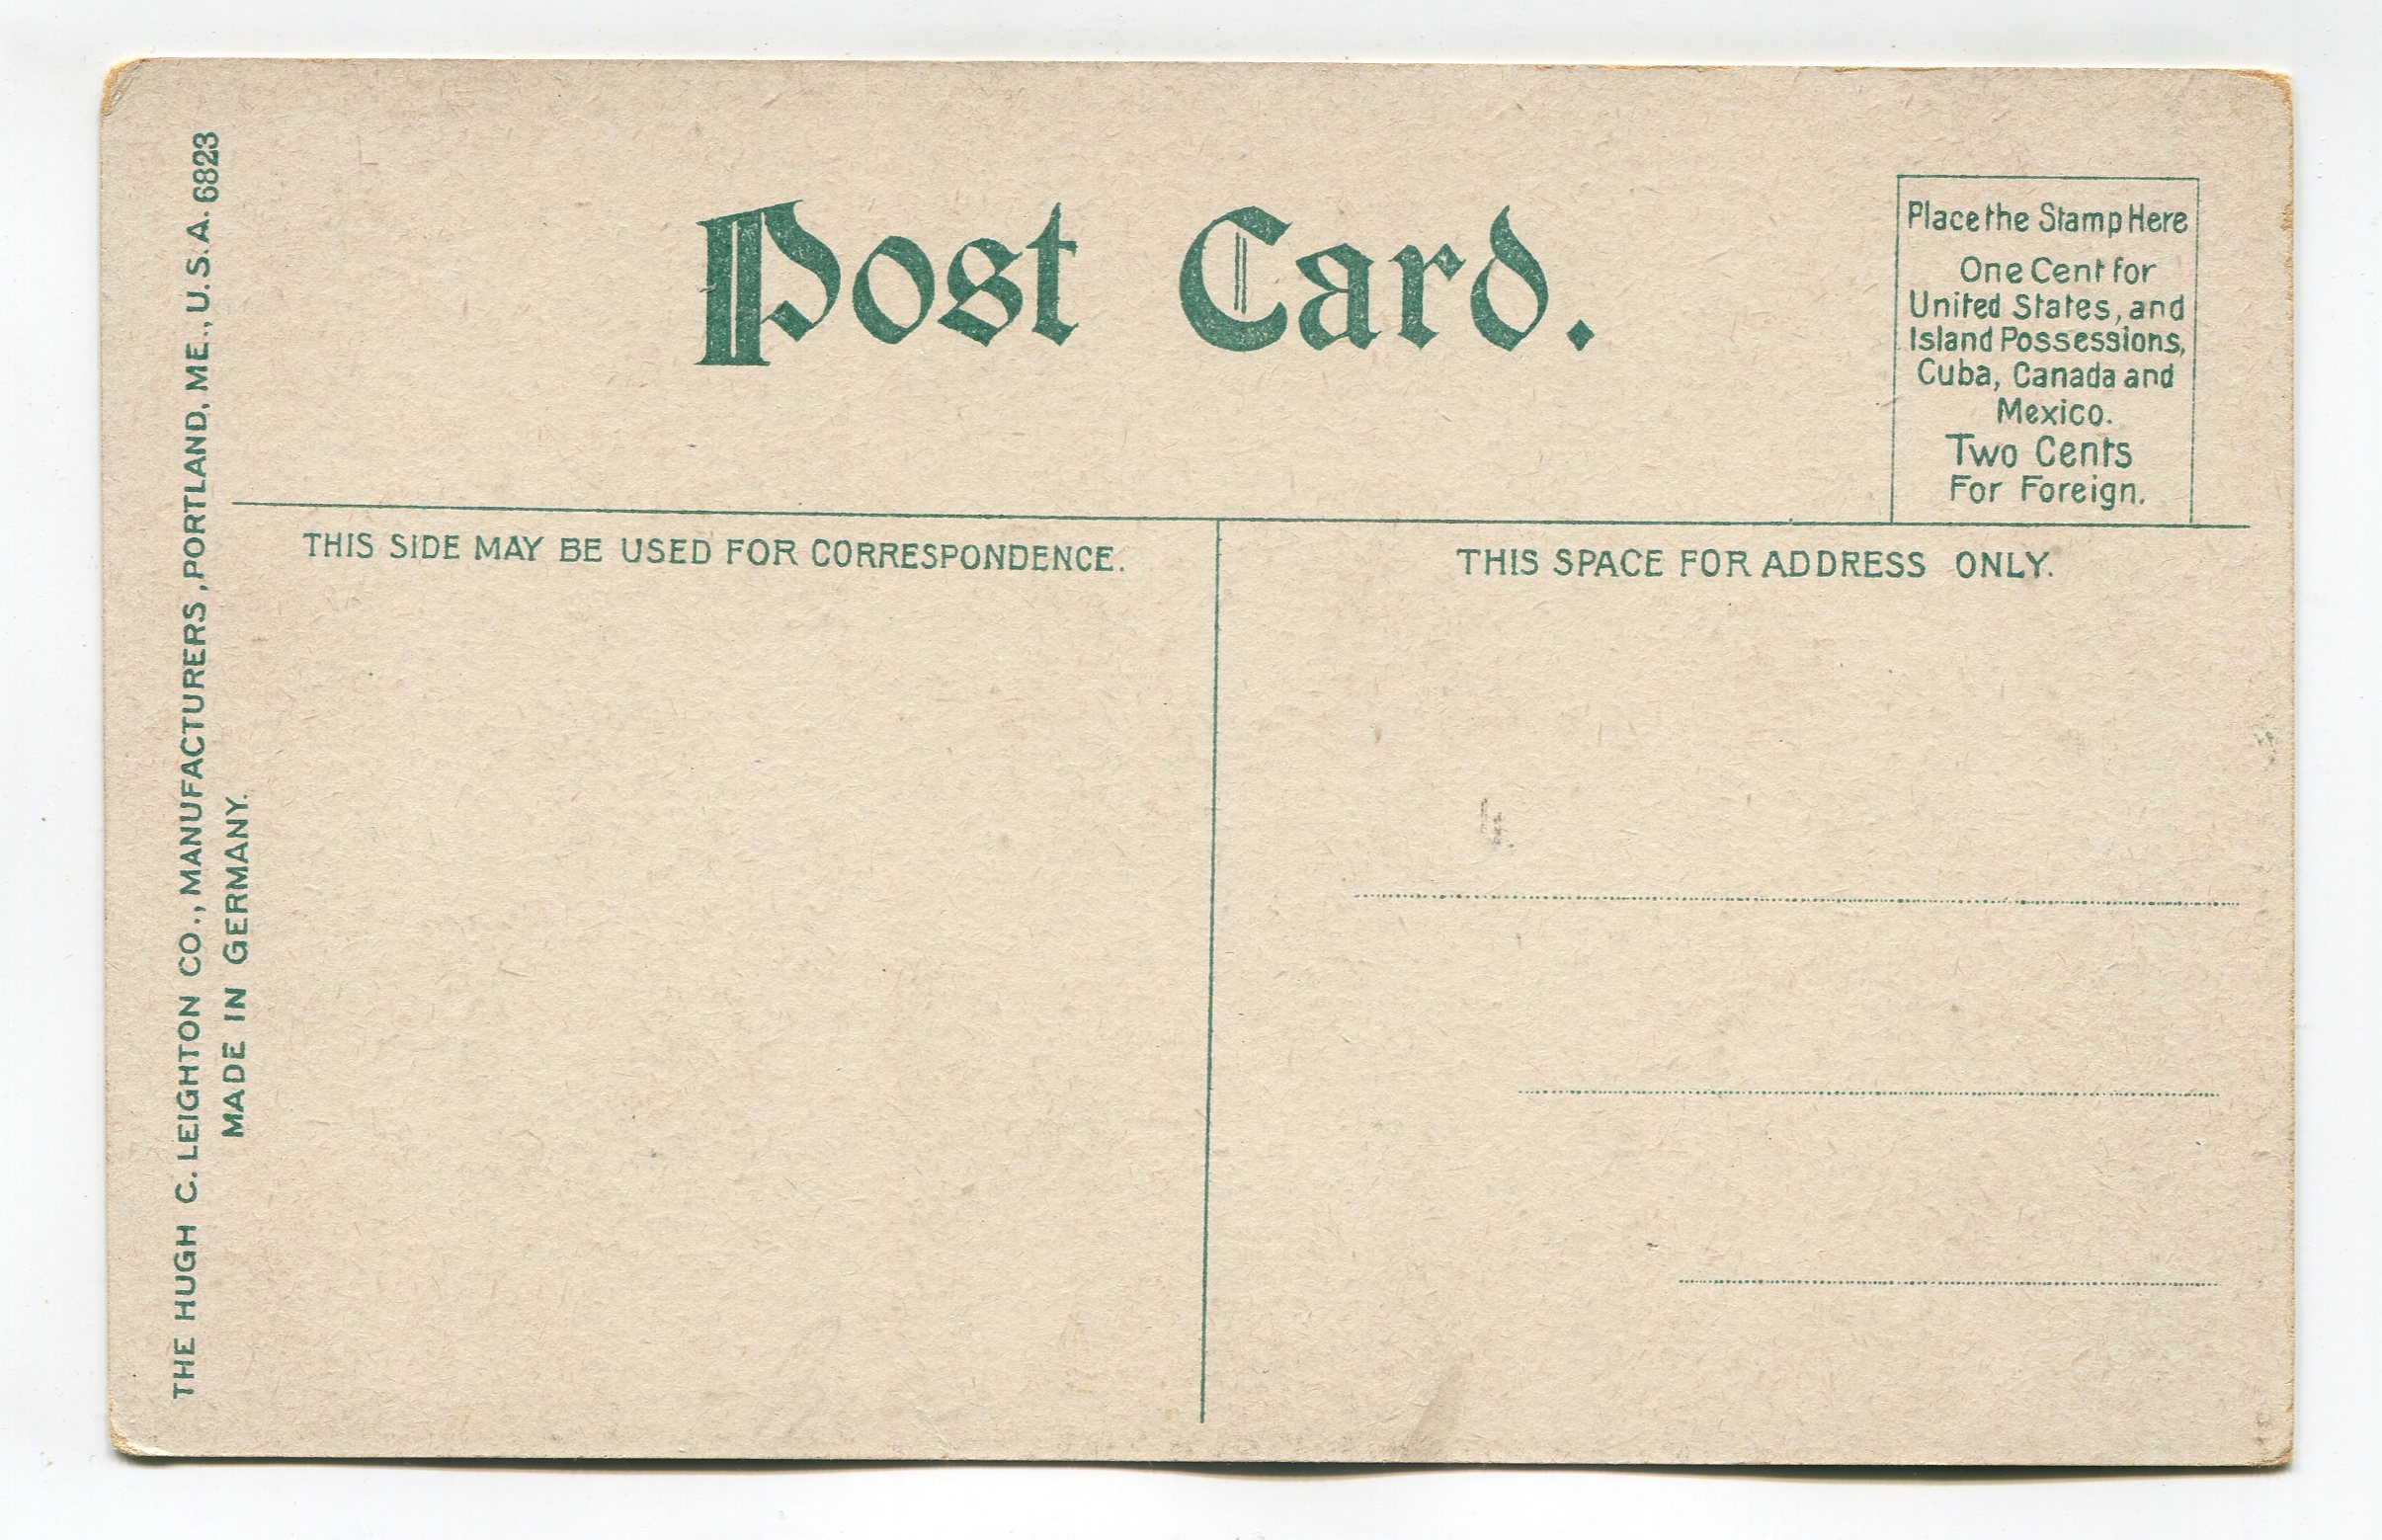 Post Card.
Place the Stamp Here
One Cent for
United States, and
Island Possessions,
Cuba, Canada and
Mexico.
Two Cents
For Foreign.
THIS SIDE MAY BE USED FOR CORRESPONDENCE.
THIS SPACE FOR ADDRESS ONLY.
THE HUGH C. LEIGHTON CO., MANUFACTURERS, PORTLAND, ME., U.S.A. 6823
MADE IN GERMANY.